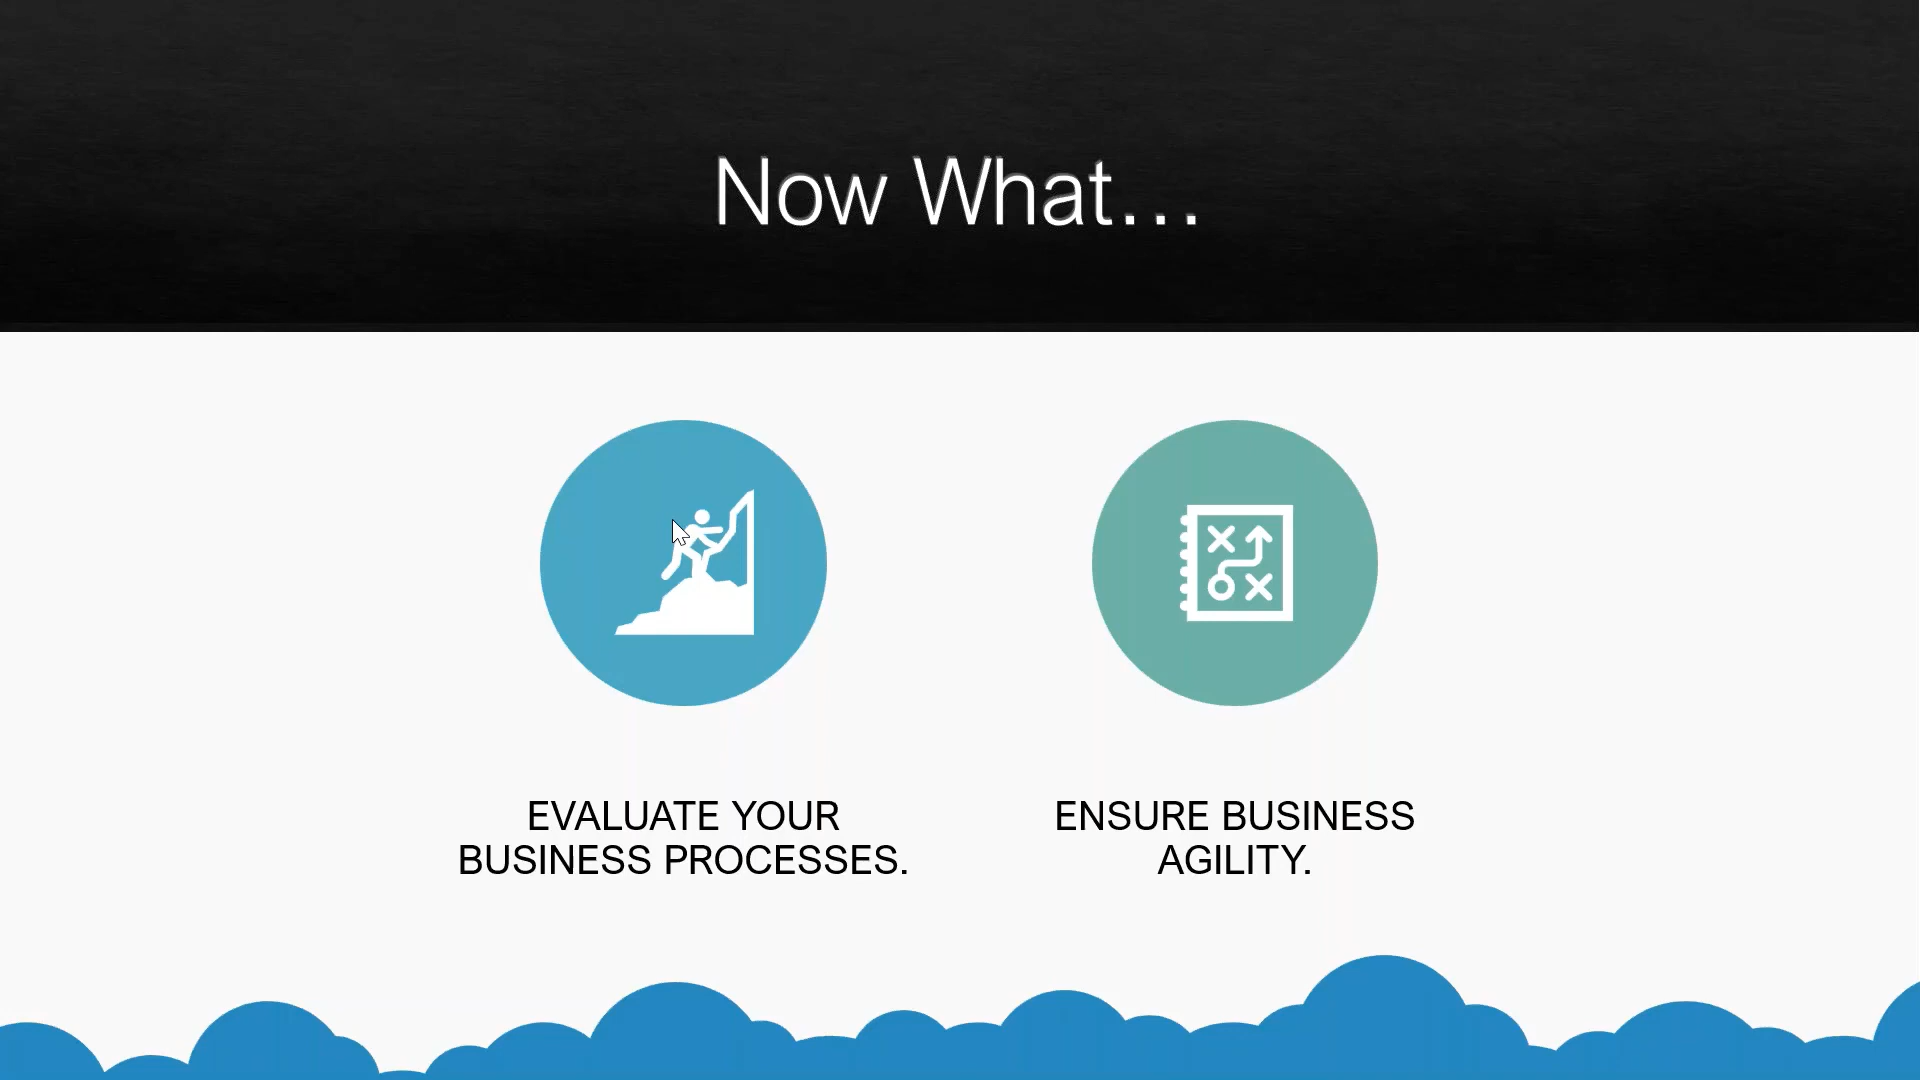 Now What...
EVALUATE YOUR
BUSINESS PROCESSES.
ENSURE BUSINESS
AGILITY.